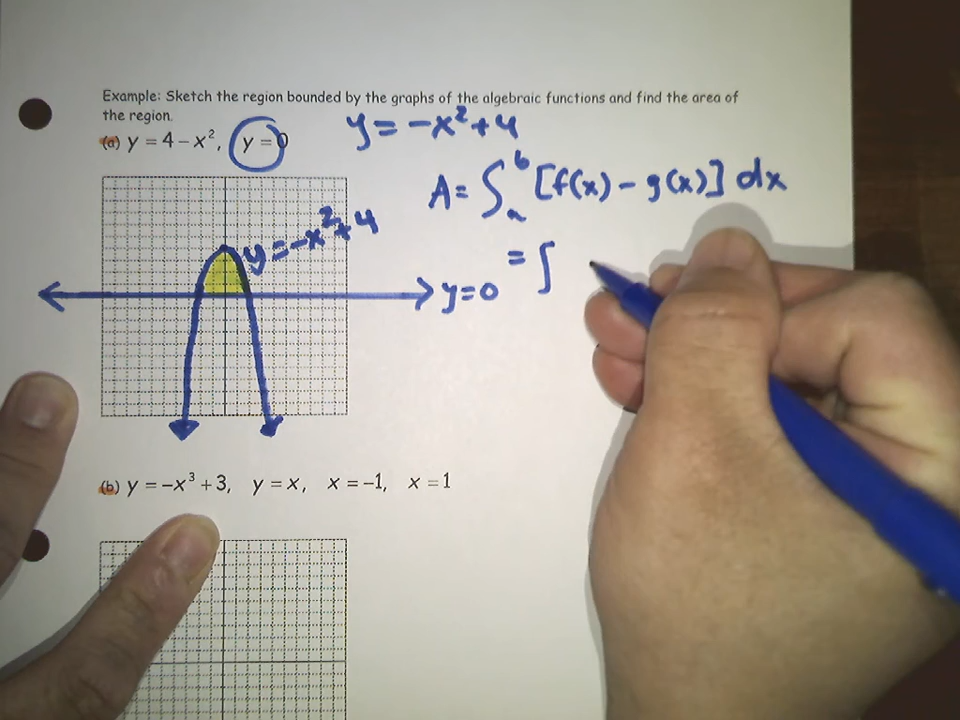 Example: Sketch the region bounded by the graphs of the algebraic functions and find the area of
the region.
(a) y = 4 - x², y = 0
y = -x² + 4
A = ∫ₐᵇ [f(x) - g(x)] dx
y = -x² + 4
= ∫
y = 0
(b) y = -x³ + 3, y = x, x = -1, x = 1